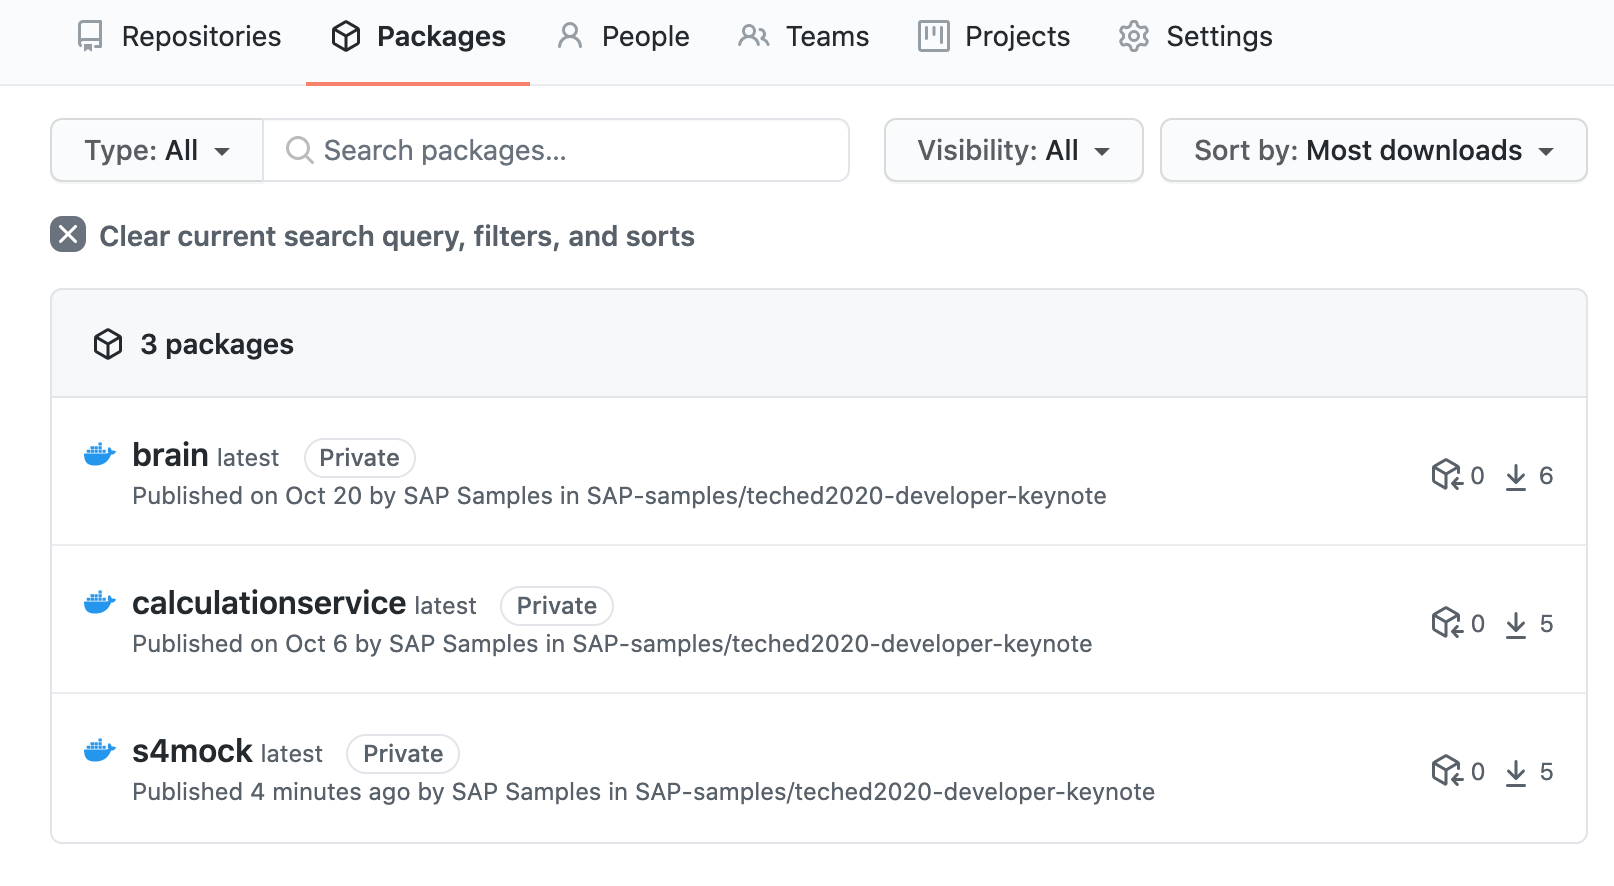 Repositories Packages People Teams Projects Settings
Type: All Search packages... Visibility: All Sort by: Most downloads
Clear current search query, filters, and sorts
3 packages
brain latest Private
Published on Oct 20 by SAP Samples in SAP-samples/teched2020-developer-keynote
0 6
calculationservice latest Private
Published on Oct 6 by SAP Samples in SAP-samples/teched2020-developer-keynote
0 5
s4mock latest Private
Published 4 minutes ago by SAP Samples in SAP-samples/teched2020-developer-keynote
0 5